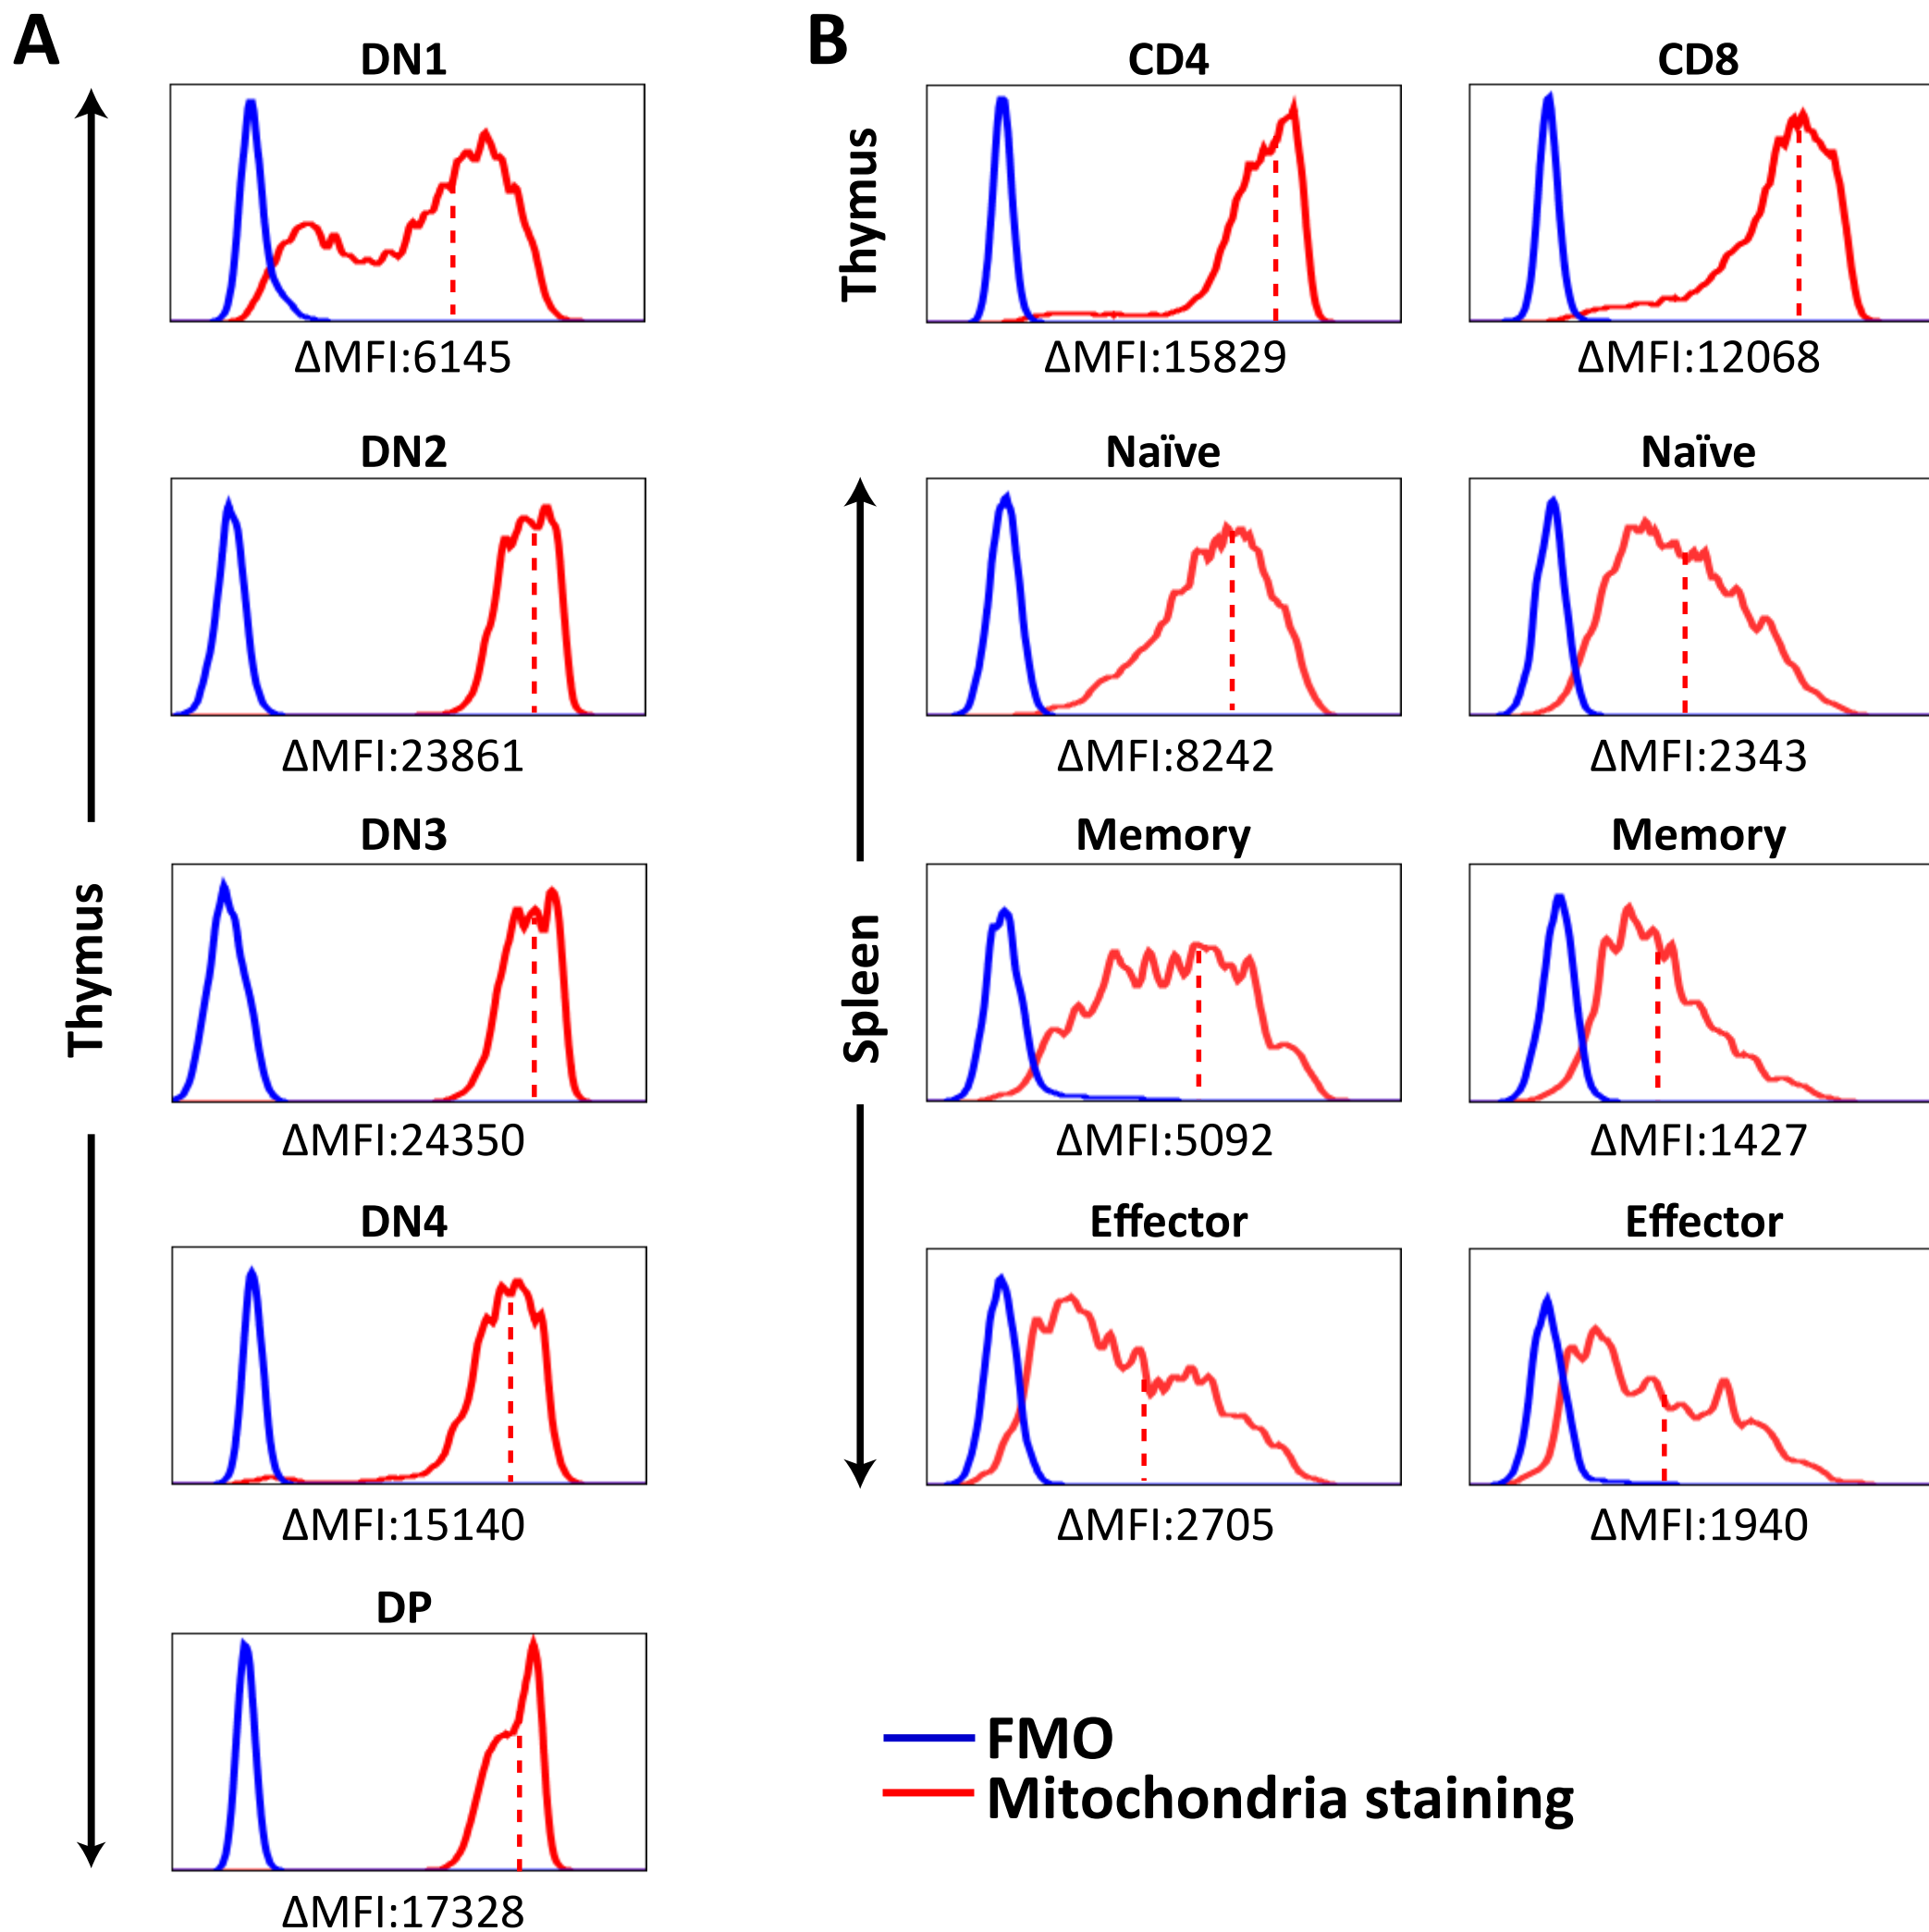 A
DN1
ΔMFI:6145
DN2
ΔMFI:23861
DN3
ΔMFI:24350
DN4
ΔMFI:15140
DP
ΔMFI:17328
Thymus
B
CD4
CD8
Thymus
ΔMFI:15829
ΔMFI:12068
Naïve
Naïve
ΔMFI:8242
ΔMFI:2343
Memory
Memory
Spleen
ΔMFI:5092
ΔMFI:1427
Effector
Effector
ΔMFI:2705
ΔMFI:1940
FMO
Mitochondria staining